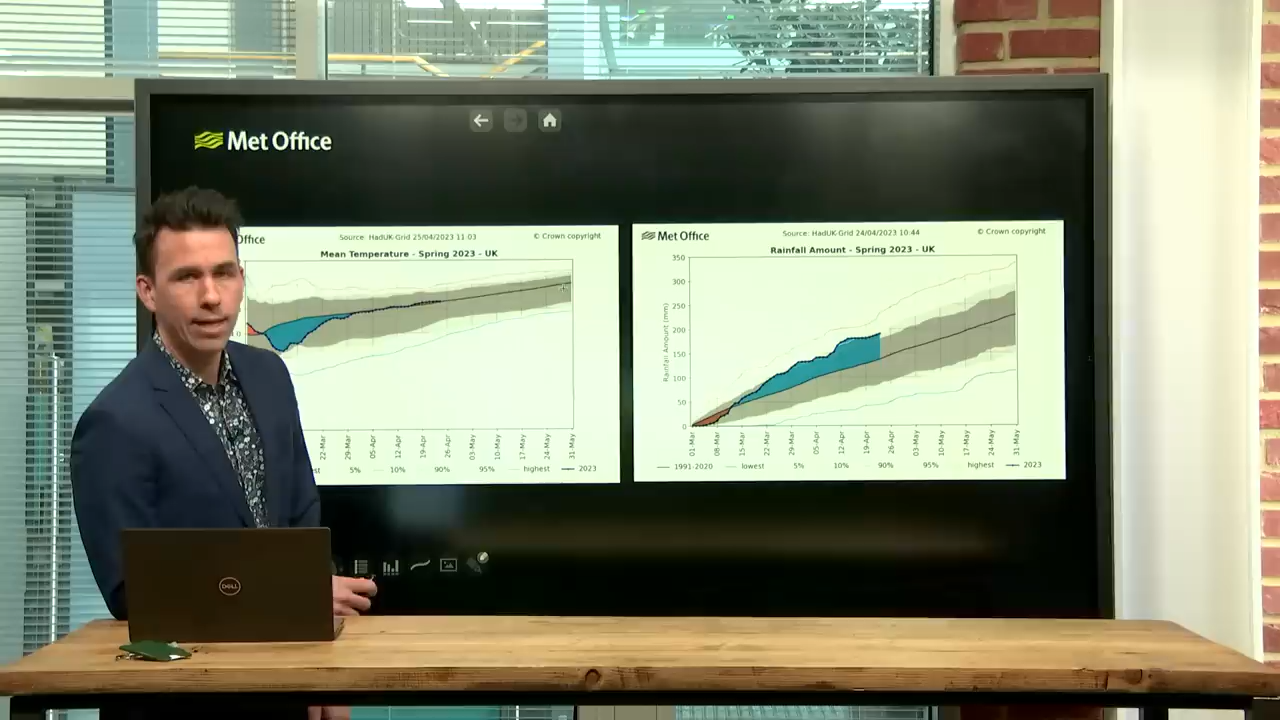 Met Office
Office
Source: HadUK-Grid 25/04/2023 11:03
© Crown copyright
Mean Temperature - Spring 2023 - UK
0
22-Mar
29-Mar
05-Apr
12-Apr
19-Apr
26-Apr
03-May
10-May
17-May
24-May
31-May
st 5% 10% 90% 95% highest 2023
Met Office
Source: HadUK-Grid 24/04/2023 10:44
© Crown copyright
Rainfall Amount - Spring 2023 - UK
Rainfall Amount (mm)
350
300
250
200
150
100
50
0
01-Mar
08-Mar
15-Mar
22-Mar
29-Mar
05-Apr
12-Apr
19-Apr
26-Apr
03-May
10-May
17-May
24-May
31-May
1991-2020 lowest 5% 10% 90% 95% highest 2023
DELL